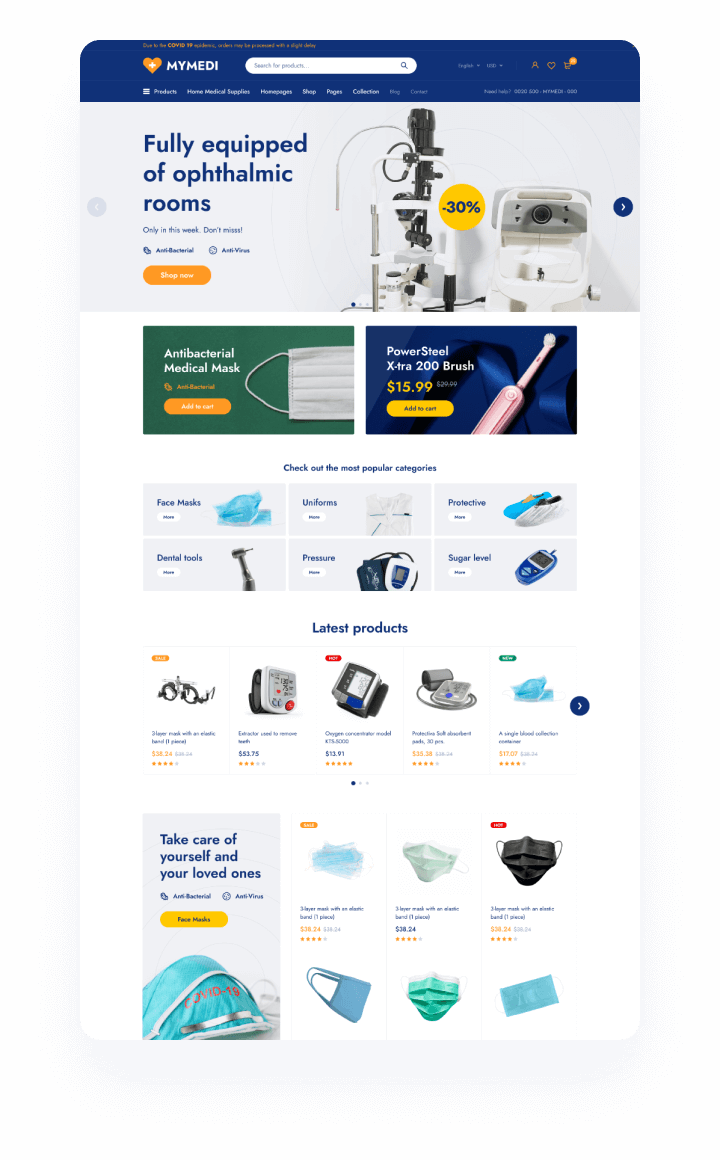 Due to the COVID 19 epidemic, orders may be processed with a slight delay
MYMEDI
Search for products...
English
USD
Products Home Medical Supplies Homepages Shop Pages Collection Blog Contact
Need help? 0020 500 - MYMEDI - 000
Fully equipped
of ophthalmic
rooms
Only in this week. Don't misss!
Anti-Bacterial Anti-Virus
Shop now
-30%
Antibacterial
Medical Mask
Anti-Bacterial
Add to cart
PowerSteel
X-tra 200 Brush
$15.99 $29.99
Add to cart
Check out the most popular categories
Face Masks
More
Uniforms
More
Protective
More
Dental tools
More
Pressure
More
Sugar level
More
Latest products
SALE
3-layer mask with an elastic
band (1 piece)
$38.24 $38.24
Extractor used to remove
teeth
$53.75
HOT
Oxygen concentrator model
KTS-5000
$13.91
Protective Soft absorbent
pads, 30 pcs.
$35.38 $38.24
NEW
A single blood collection
container
$17.07 $38.24
Take care of
yourself and
your loved ones
Anti-Bacterial Anti-Virus
Face Masks
COVID-19
SALE
3-layer mask with an elastic
band (1 piece)
$38.24 $38.24
3-layer mask with an elastic
band (1 piece)
$38.24
HOT
3-layer mask with an elastic
band (1 piece)
$38.24 $38.24